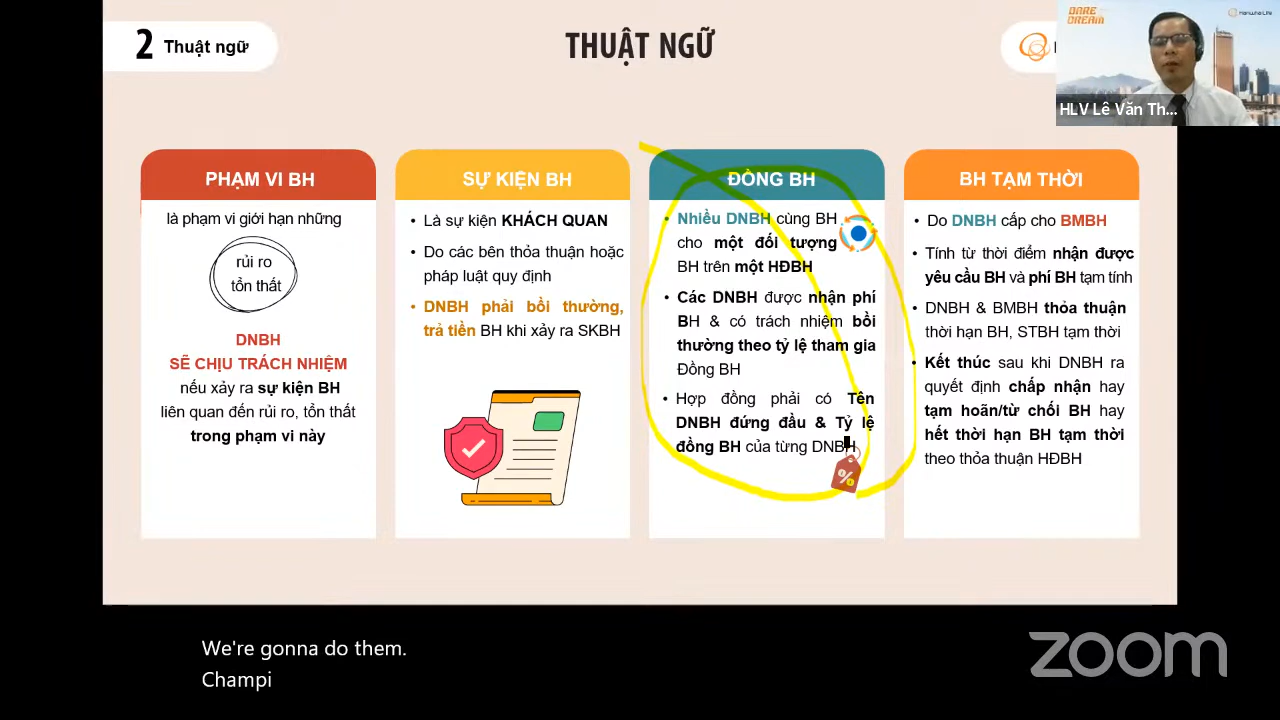 2 Thuật ngữ
THUẬT NGỮ
DARE
DREAM
Hanwha Life
HLV Lê Văn Th...
PHẠM VI BH
là phạm vi giới hạn những
rủi ro
tổn thất
DNBH
SẼ CHỊU TRÁCH NHIỆM
nếu xảy ra sự kiện BH
liên quan đến rủi ro, tổn thất
trong phạm vi này
SỰ KIỆN BH
• Là sự kiện KHÁCH QUAN
• Do các bên thỏa thuận hoặc
pháp luật quy định
• DNBH phải bồi thường,
trả tiền BH khi xảy ra SKBH
ĐỒNG BH
• Nhiều DNBH cùng BH
cho một đối tượng
BH trên một HĐBH
• Các DNBH được nhận phí
BH & có trách nhiệm bồi
thường theo tỷ lệ tham gia
Đồng BH
• Hợp đồng phải có Tên
DNBH đứng đầu & Tỷ lệ
đồng BH của từng DNBH
%
BH TẠM THỜI
• Do DNBH cấp cho BMBH
• Tính từ thời điểm nhận được
yêu cầu BH và phí BH tạm tính
• DNBH & BMBH thỏa thuận
thời hạn BH, STBH tạm thời
• Kết thúc sau khi DNBH ra
quyết định chấp nhận hay
tạm hoãn/từ chối BH hay
hết thời hạn BH tạm thời
theo thỏa thuận HĐBH
We're gonna do them.
Champi
zoom